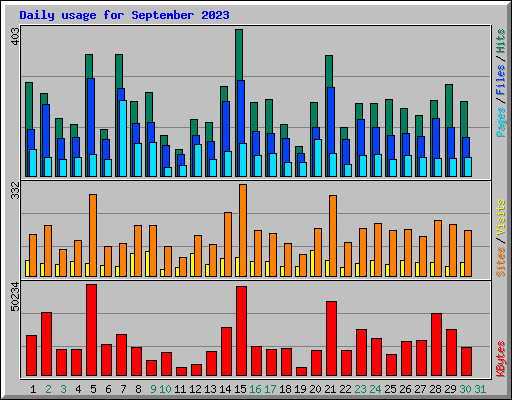 Daily usage for September 2023
403
Pages / Files / Hits
332
Sites / Visits
50234
KBytes
1 2 3 4 5 6 7 8 9 10 11 12 13 14 15 16 17 18 19 20 21 22 23 24 25 26 27 28 29 30 31